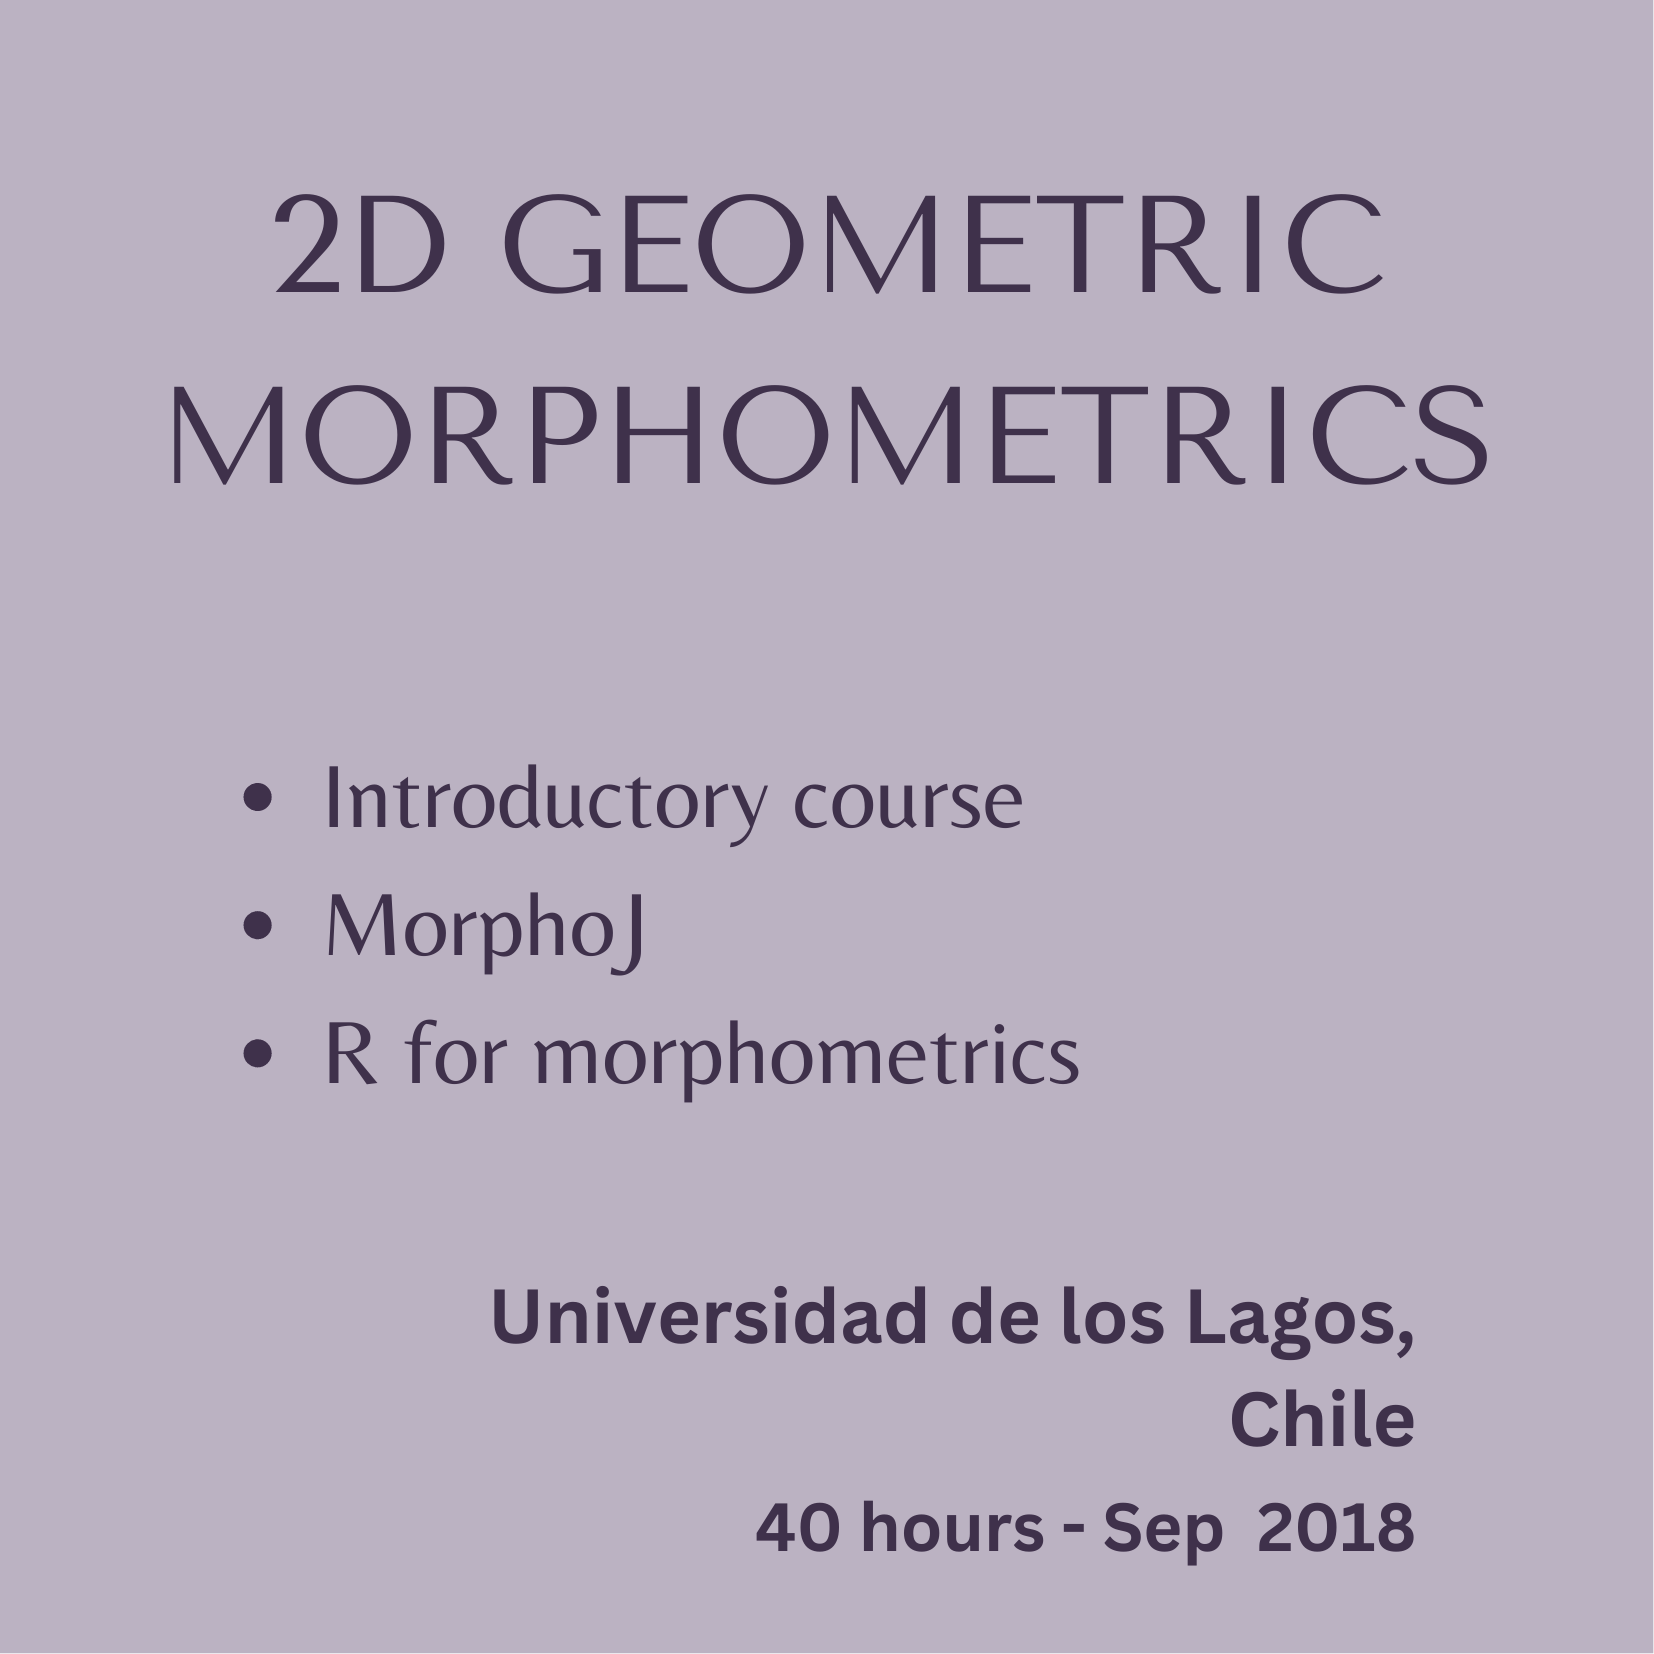 2D GEOMETRIC
MORPHOMETRICS
• Introductory course
• MorphoJ
• R for morphometrics
Universidad de los Lagos,
Chile
40 hours - Sep  2018